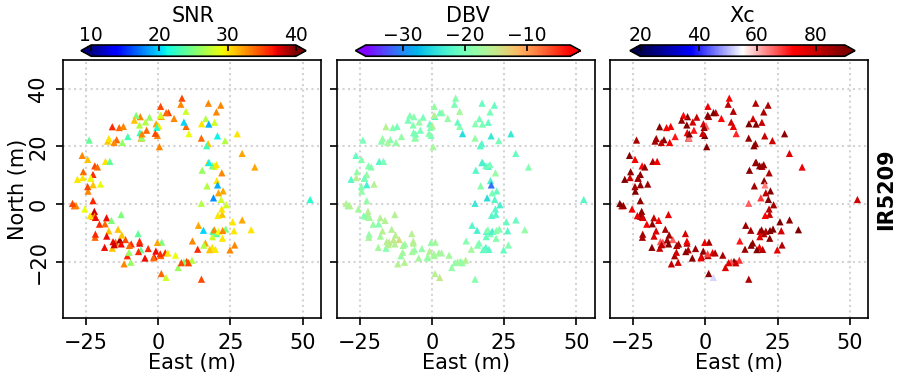 SNR DBV Xc
10 20 30 40 −30 −20 −10 20 40 60 80
40
20
0
−20
North (m)
−25 0 25 50 −25 0 25 50 −25 0 25 50
East (m) East (m) East (m)
IR5209